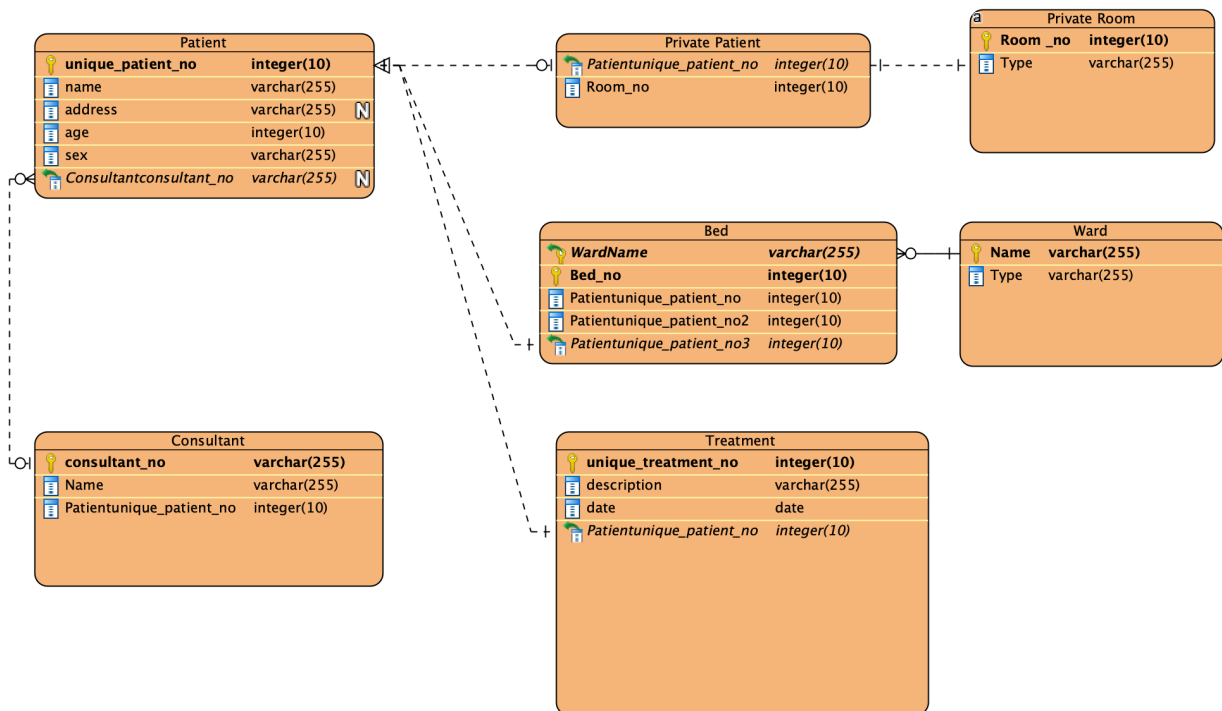 Patient
unique_patient_no integer(10)
name varchar(255)
address varchar(255) N
age integer(10)
sex varchar(255)
Consultantconsultant_no varchar(255) N
Private Patient
Patientunique_patient_no integer(10)
Room_no integer(10)
a
Private Room
Room _no integer(10)
Type varchar(255)
Bed
WardName varchar(255)
Bed_no integer(10)
Patientunique_patient_no integer(10)
Patientunique_patient_no2 integer(10)
Patientunique_patient_no3 integer(10)
Ward
Name varchar(255)
Type varchar(255)
Consultant
consultant_no varchar(255)
Name varchar(255)
Patientunique_patient_no integer(10)
Treatment
unique_treatment_no integer(10)
description varchar(255)
date date
Patientunique_patient_no integer(10)